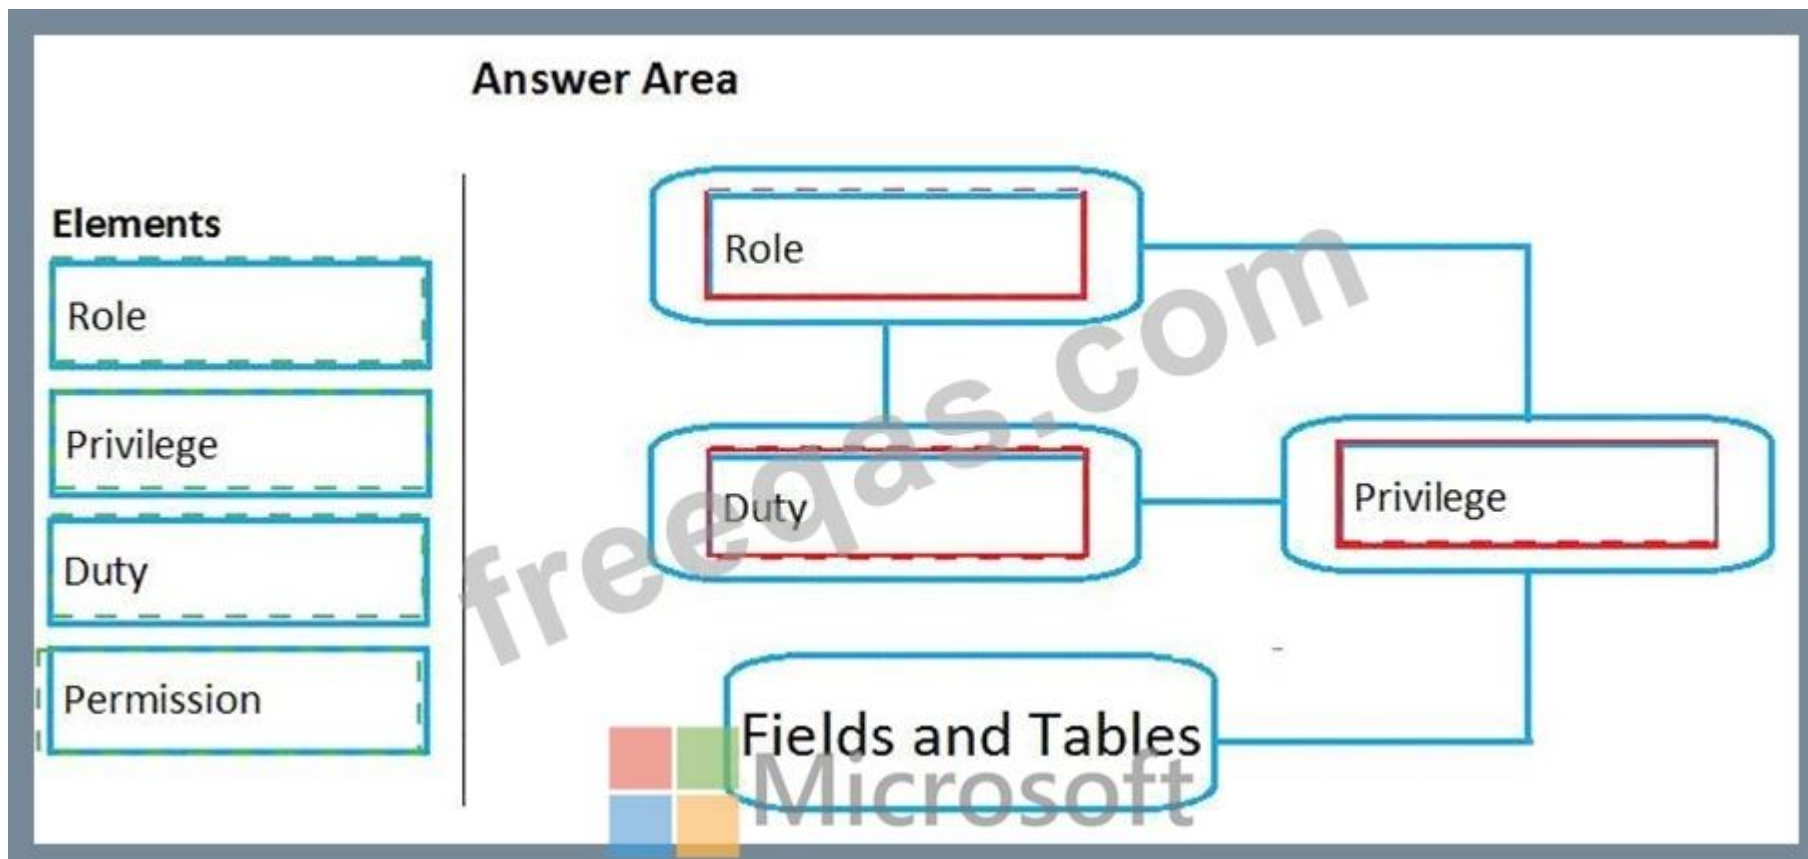 Answer Area
Elements
Role
Privilege
Duty
Permission
Role
Duty
Privilege
Fields and Tables
freeqas.com
Microsoft